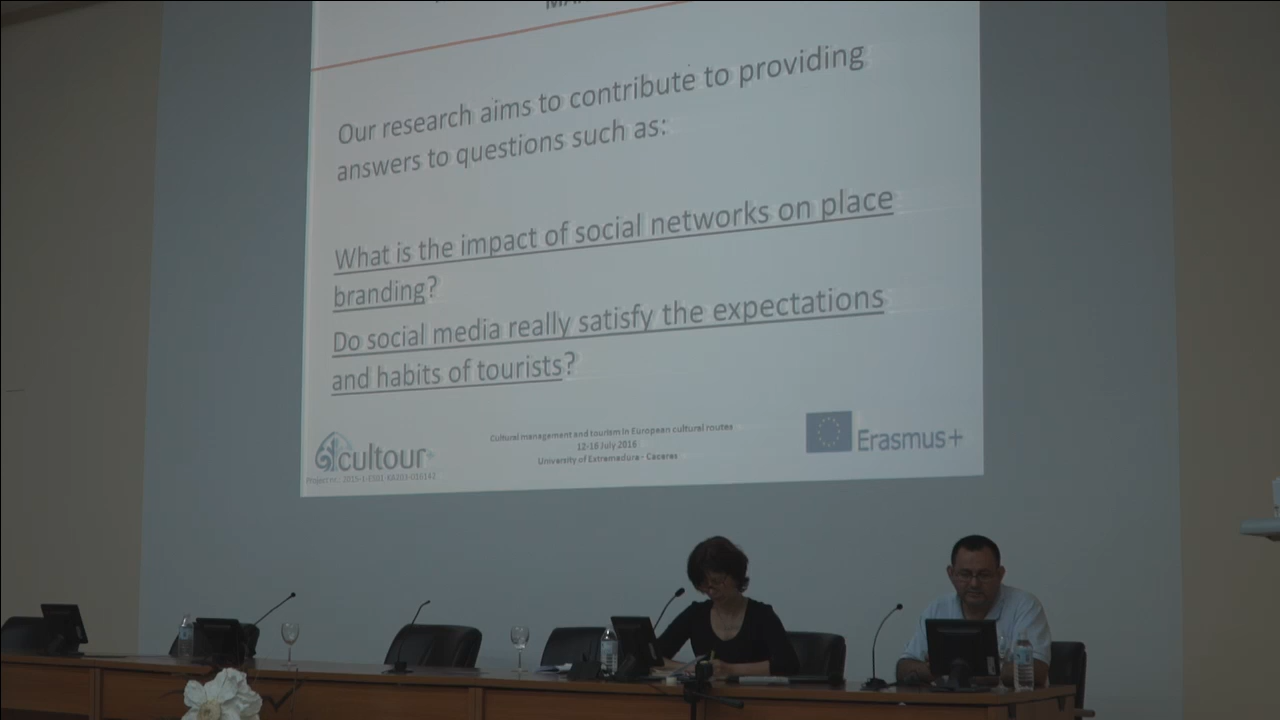 Our research aims to contribute to providing
answers to questions such as:
What is the impact of social networks on place
branding?
Do social media really satisfy the expectations
and habits of tourists?
cultour+
Cultural management and tourism in European cultural routes
12-16 July 2016
University of Extremadura - Caceres
Erasmus+